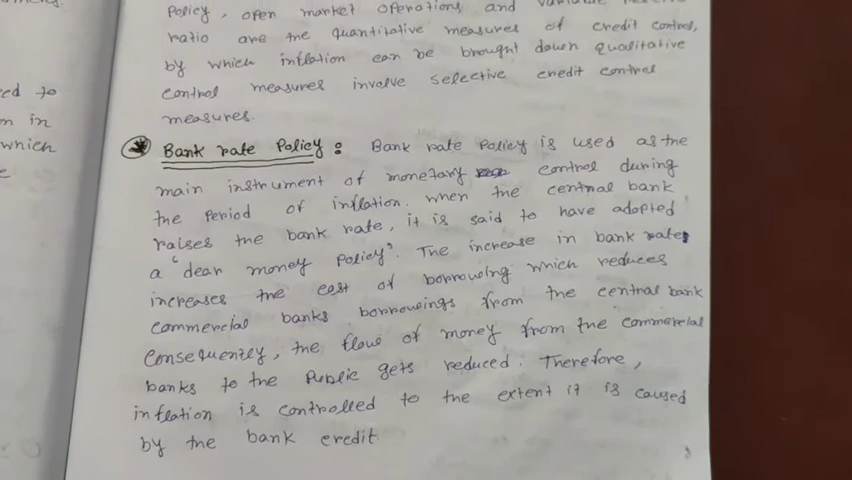 policy, open market operations and variable
ratio are the quantitative measures of credit control,
by which inflation can be brought down qualitative
control measures involve selective credit control
measures.
ed to
n in
which
e
Bank rate Policy : Bank rate Policy is used as the
main instrument of monetary control during
the period of inflation. when the central bank
raises the bank rate, it is said to have adopted
a "dear money policy". The increase in bank rate
increases the cost of borrowing which reduces
commercial banks borrowings from the central bank
Consequently, the flow of money from the commercial
banks to the Public gets reduced. Therefore,
inflation is controlled to the extent it is caused
by the bank credit